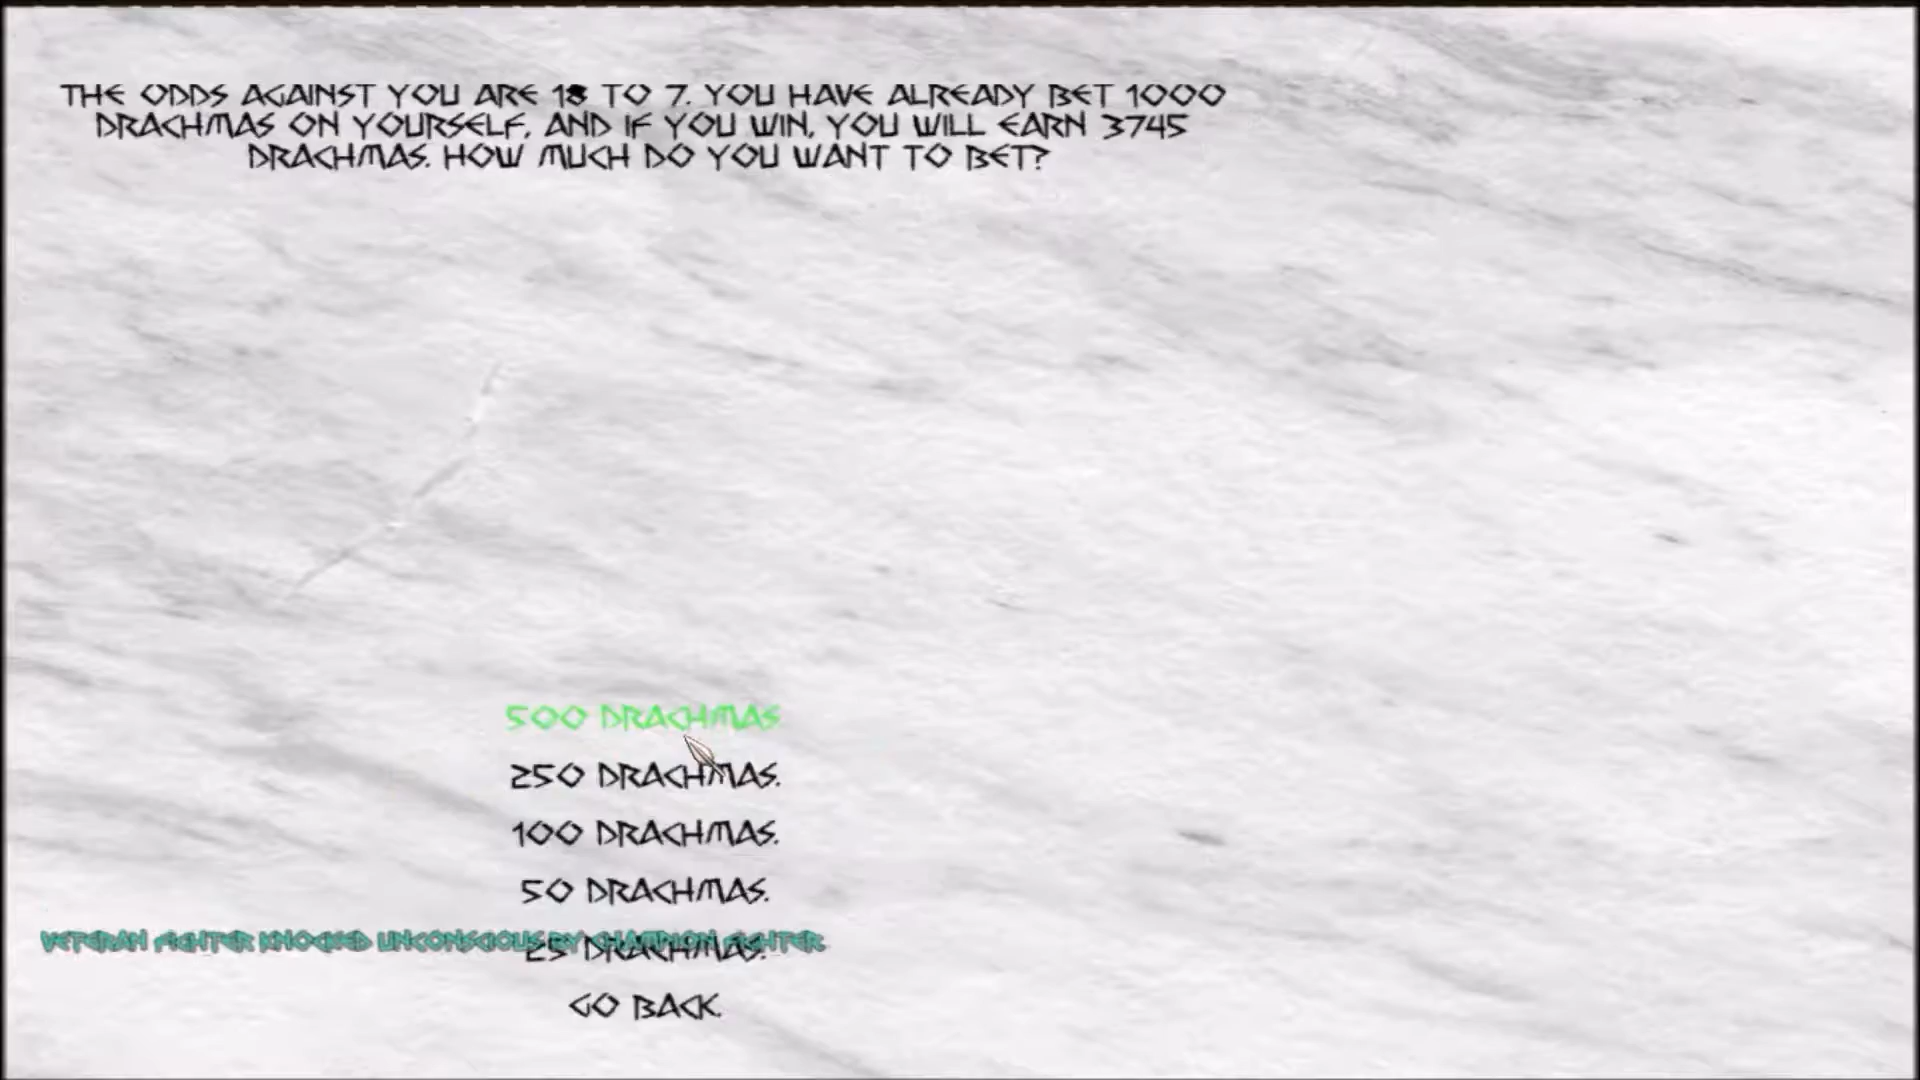 THE ODDS AGAINST YOU ARE 18 TO 7. YOU HAVE ALREADY BET 1000
DRACHMAS ON YOURSELF, AND IF YOU WIN, YOU WILL EARN 3745
DRACHMAS. HOW MUCH DO YOU WANT TO BET?
500 DRACHMAS
250 DRACHMAS.
100 DRACHMAS.
50 DRACHMAS.
VETERAN FIGHTER KNOCKED UNCONSCIOUS BY CHAMPION FIGHTER
25 DRACHMAS.
GO BACK.